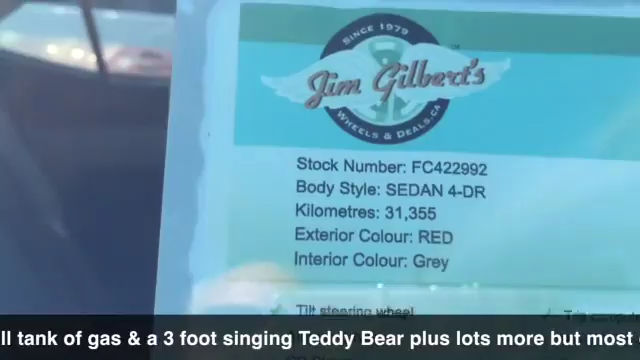 SINCE 1979
Jim Gilbert's
WHEELS & DEALS.CA
Stock Number: FC422992
Body Style: SEDAN 4-DR
Kilometres: 31,355
Exterior Colour: RED
Interior Colour: Grey
Tilt steering wheel
ll tank of gas & a 3 foot singing Teddy Bear plus lots more but most